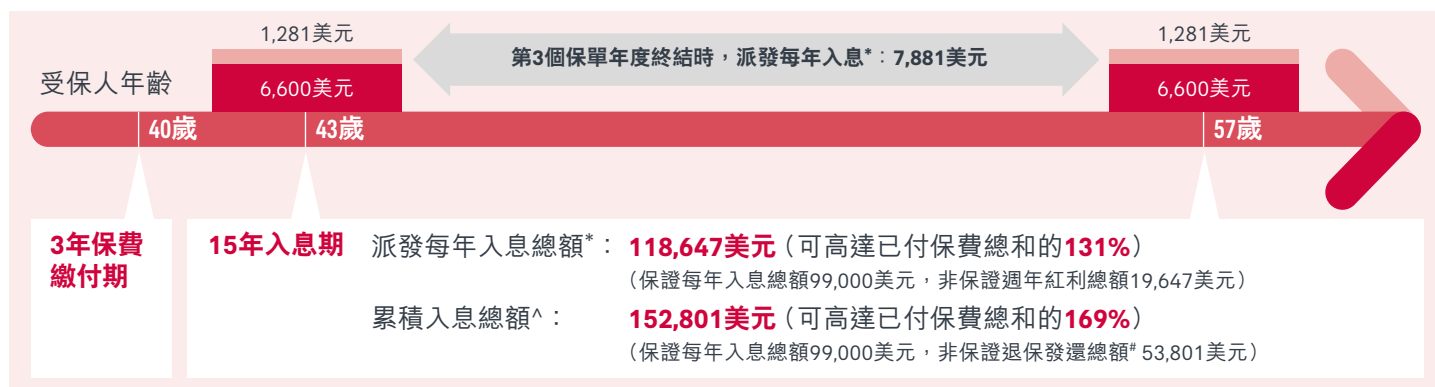 1,281美元
第3個保單年度終結時，派發每年入息*：7,881美元
1,281美元
受保人年齡
6,600美元
6,600美元
40歲
43歲
57歲
3年保費
繳付期
15年入息期
派發每年入息總額*：118,647美元（可高達已付保費總和的131%）
（保證每年入息總額99,000美元，非保證週年紅利總額19,647美元）
累積入息總額^：152,801美元（可高達已付保費總和的169%）
（保證每年入息總額99,000美元，非保證退保發還總額# 53,801美元）